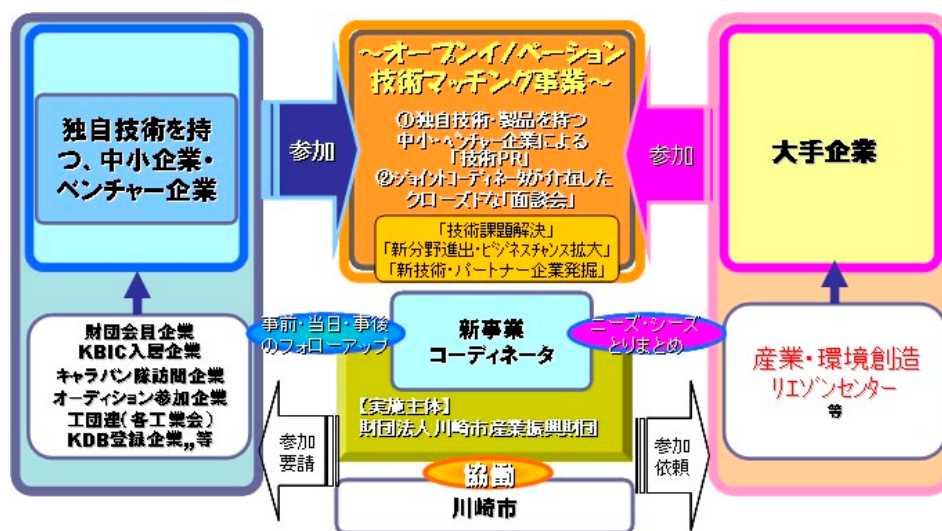 独自技術を持
つ、中小企業・
ベンチャー企業
参加
～オープンイノベーション
技術マッチング事業～
①独自技術・製品を持つ
中小・ベンチャー企業による
「技術PR」
②ジョイントコーディネータが介在した
クローズドな「面談会」
「技術課題解決」
「新分野進出・ビジネスチャンス拡大」
「新技術・パートナー企業発掘」
参加
大手企業
財団会員企業
KBIC入居企業
キャラバン隊訪問企業
オーディション参加企業
工団連(各工業会)
KDB登録企業,,,等
事前・当日・事後
のフォローアップ
新事業
コーディネータ
ニーズ・シーズ
とりまとめ
産業・環境創造
リエゾンセンター
等
【実施主体】
財団法人川崎市産業振興財団
参加
要請
参加
依頼
協働
川崎市